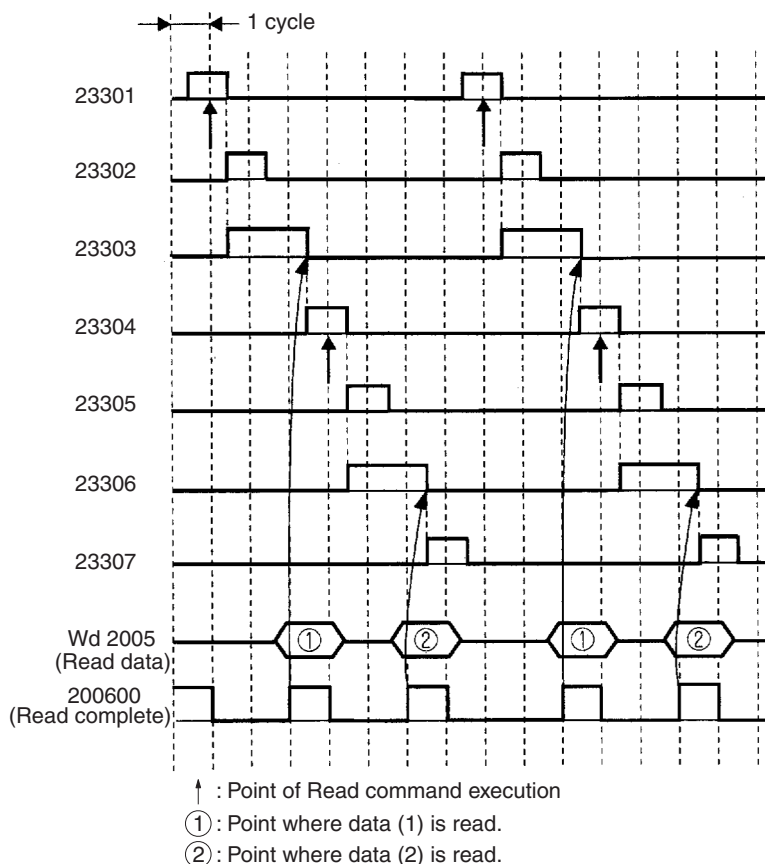 1 cycle
23301
23302
23303
23304
23305
23306
23307
Wd 2005
(Read data)
① ② ① ②
200600
(Read complete)
↑ : Point of Read command execution
① : Point where data (1) is read.
② : Point where data (2) is read.